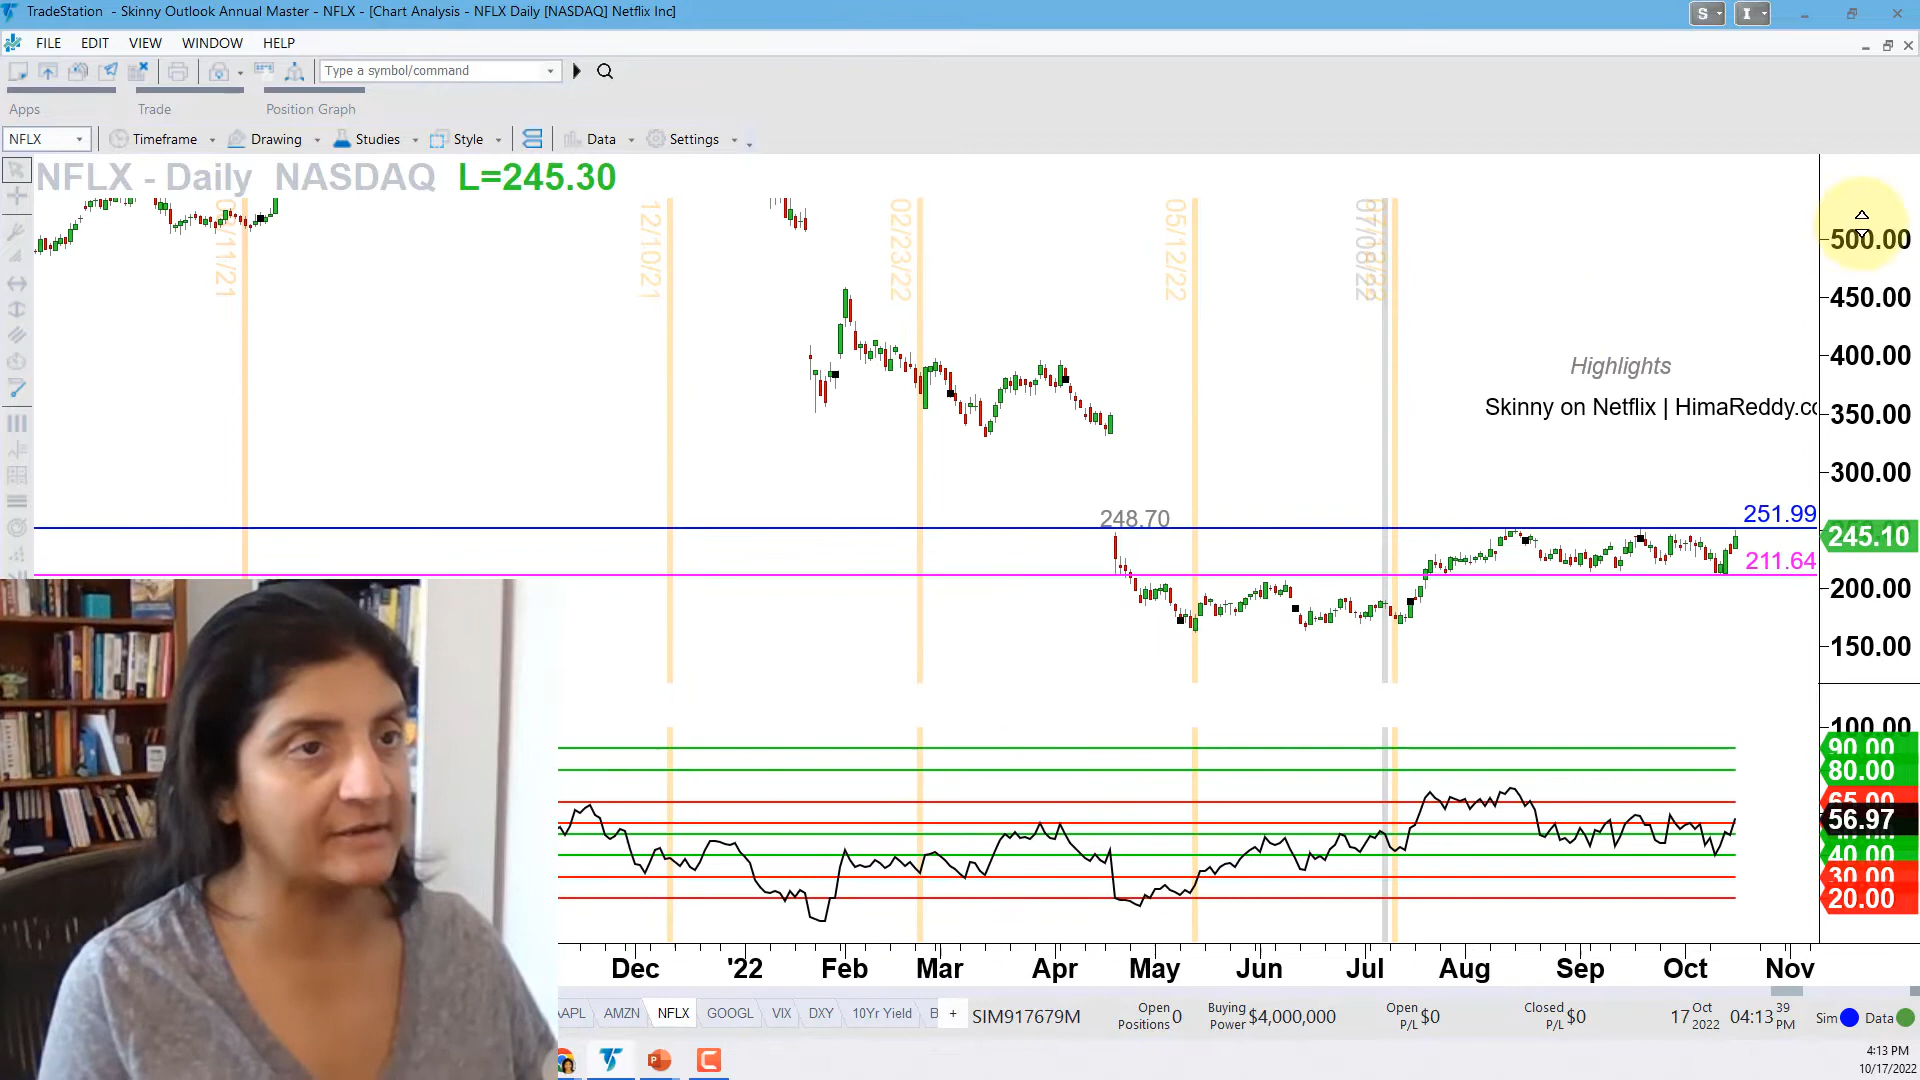 TradeStation - Skinny Outlook Annual Master - NFLX - [Chart Analysis - NFLX Daily [NASDAQ] Netflix Inc]
S I
FILE EDIT VIEW WINDOW HELP
Type a symbol/command
Apps Trade Position Graph
NFLX Timeframe Drawing Studies Style Data Settings
NFLX - Daily NASDAQ L=245.30
12/10/21 02/23/22 05/12/22 07/08/22
500.00
450.00
400.00
Highlights
Skinny on Netflix | HimaReddy.co
350.00
300.00
248.70 251.99
245.10
211.64
200.00
150.00
100.00
90.00
80.00
65.00
56.97
40.00
30.00
20.00
Dec '22 Feb Mar Apr May Jun Jul Aug Sep Oct Nov
AAPL AMZN NFLX GOOGL VIX DXY 10Yr Yield B +
SIM917679M Open Positions 0 Buying Power $4,000,000 Open P/L $0 Closed P/L $0 17 Oct 2022 04:13 39 PM Sim Data
4:13 PM
10/17/2022